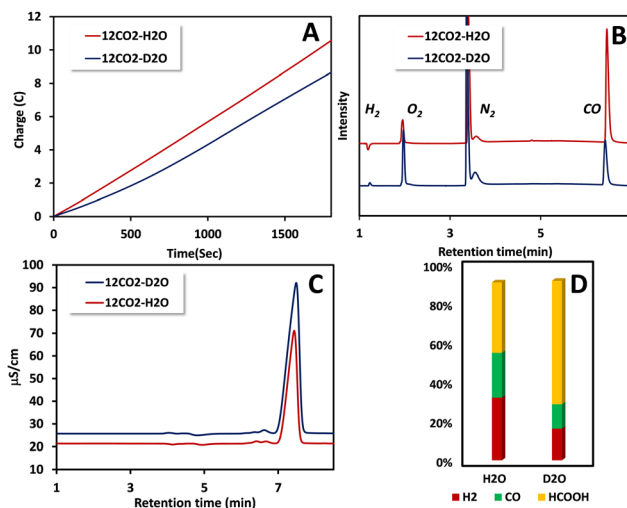 A
12CO2-H2O
12CO2-D2O
Charge (C)
12
10
8
6
4
2
0
0 500 1000 1500
Time(Sec)
B
12CO2-H2O
12CO2-D2O
Intensity
H2 O2 N2 CO
1 3 5
Retention time(min)
C
12CO2-D2O
12CO2-H2O
µS/cm
100
90
80
70
60
50
40
30
20
10
1 3 5 7
Retention time (min)
D
100%
80%
60%
40%
20%
0%
H2O D2O
H2 CO HCOOH